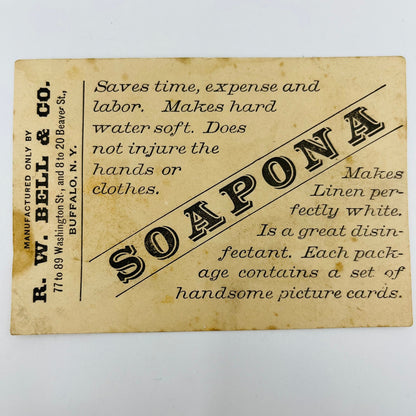 MANUFACTURED ONLY BY
R. W. BELL & CO.
77 to 89 Washington St., and 8 to 20 Beaver St.,
BUFFALO, N. Y.
Saves time, expense and
labor. Makes hard
water soft. Does
not injure the
hands or
clothes.
SOAPONA
Makes
Linen per-
fectly white.
Is a great disin-
fectant. Each pack-
age contains a set of
handsome picture cards.